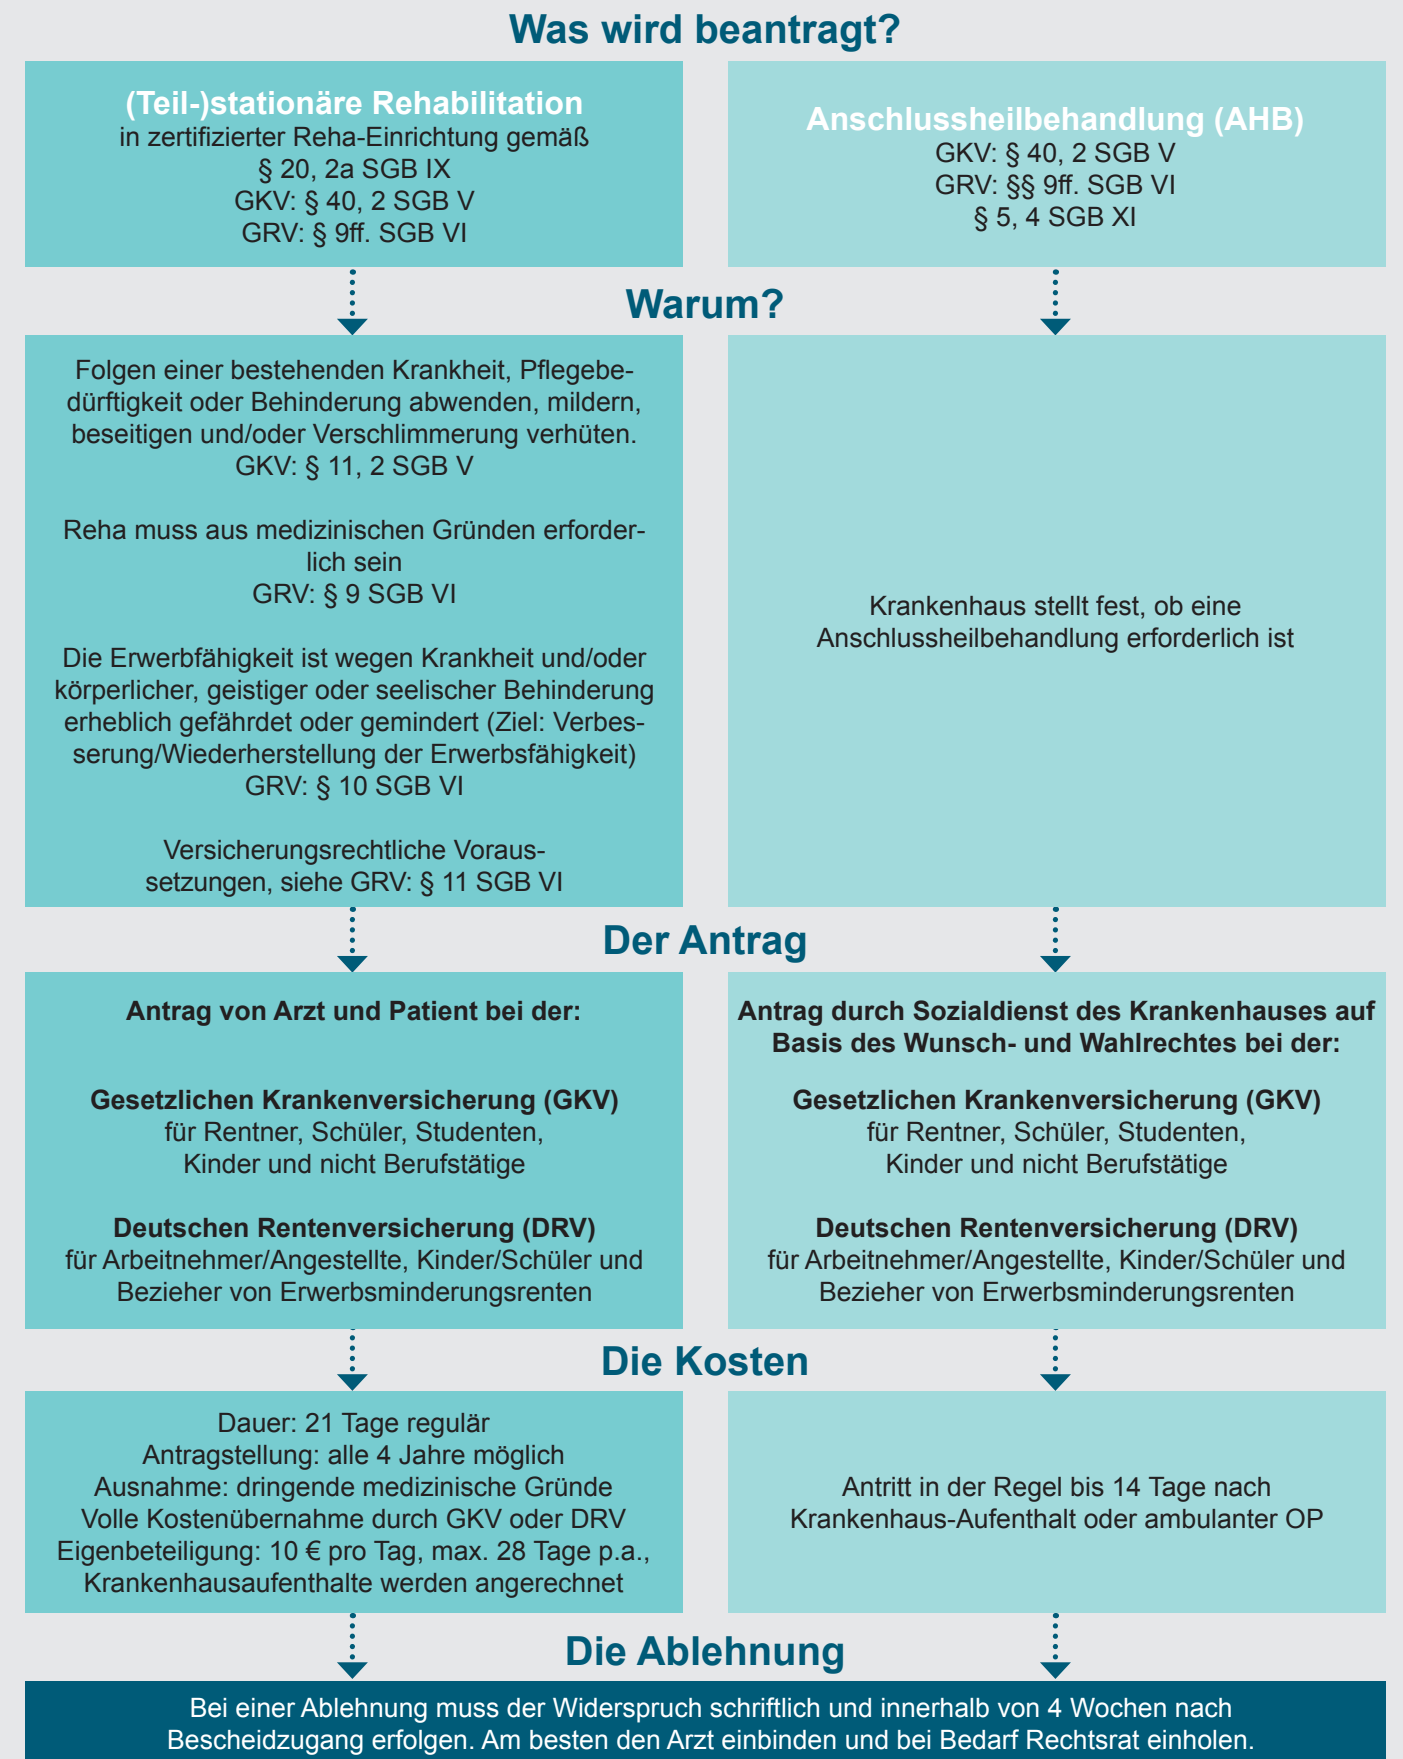 Was wird beantragt?
(Teil-)stationäre Rehabilitation
in zertifizierter Reha-Einrichtung gemäß
§ 20, 2a SGB IX
GKV: § 40, 2 SGB V
GRV: § 9ff. SGB VI
Anschlussheilbehandlung (AHB)
GKV: § 40, 2 SGB V
GRV: §§ 9ff. SGB VI
§ 5, 4 SGB XI
Warum?
Folgen einer bestehenden Krankheit, Pflegebe-
dürftigkeit oder Behinderung abwenden, mildern,
beseitigen und/oder Verschlimmerung verhüten.
GKV: § 11, 2 SGB V
Reha muss aus medizinischen Gründen erforder-
lich sein
GRV: § 9 SGB VI
Die Erwerbfähigkeit ist wegen Krankheit und/oder
körperlicher, geistiger oder seelischer Behinderung
erheblich gefährdet oder gemindert (Ziel: Verbes-
serung/Wiederherstellung der Erwerbsfähigkeit)
GRV: § 10 SGB VI
Versicherungsrechtliche Voraus-
setzungen, siehe GRV: § 11 SGB VI
Krankenhaus stellt fest, ob eine
Anschlussheilbehandlung erforderlich ist
Der Antrag
Antrag von Arzt und Patient bei der:
Gesetzlichen Krankenversicherung (GKV)
für Rentner, Schüler, Studenten,
Kinder und nicht Berufstätige
Deutschen Rentenversicherung (DRV)
für Arbeitnehmer/Angestellte, Kinder/Schüler und
Bezieher von Erwerbsminderungsrenten
Antrag durch Sozialdienst des Krankenhauses auf
Basis des Wunsch- und Wahlrechtes bei der:
Gesetzlichen Krankenversicherung (GKV)
für Rentner, Schüler, Studenten,
Kinder und nicht Berufstätige
Deutschen Rentenversicherung (DRV)
für Arbeitnehmer/Angestellte, Kinder/Schüler und
Bezieher von Erwerbsminderungsrenten
Die Kosten
Dauer: 21 Tage regulär
Antragstellung: alle 4 Jahre möglich
Ausnahme: dringende medizinische Gründe
Volle Kostenübernahme durch GKV oder DRV
Eigenbeteiligung: 10 € pro Tag, max. 28 Tage p.a.,
Krankenhausaufenthalte werden angerechnet
Antritt in der Regel bis 14 Tage nach
Krankenhaus-Aufenthalt oder ambulanter OP
Die Ablehnung
Bei einer Ablehnung muss der Widerspruch schriftlich und innerhalb von 4 Wochen nach
Bescheidzugang erfolgen. Am besten den Arzt einbinden und bei Bedarf Rechtsrat einholen.